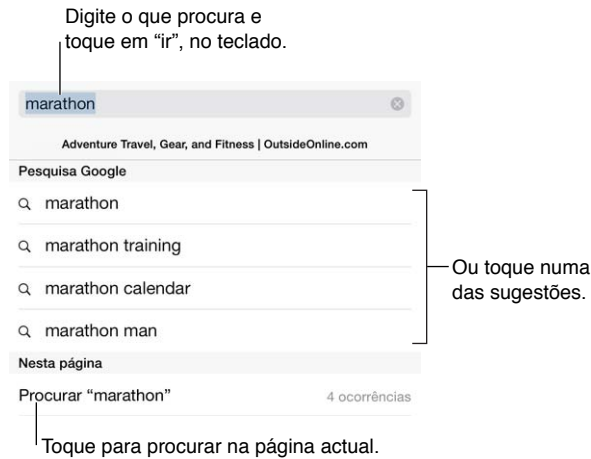 Digite o que procura e
toque em “ir”, no teclado.
marathon
Adventure Travel, Gear, and Fitness | OutsideOnline.com
Pesquisa Google
marathon
marathon training
marathon calendar
marathon man
Ou toque numa
das sugestões.
Nesta página
Procurar “marathon” 4 ocorrências
Toque para procurar na página actual.